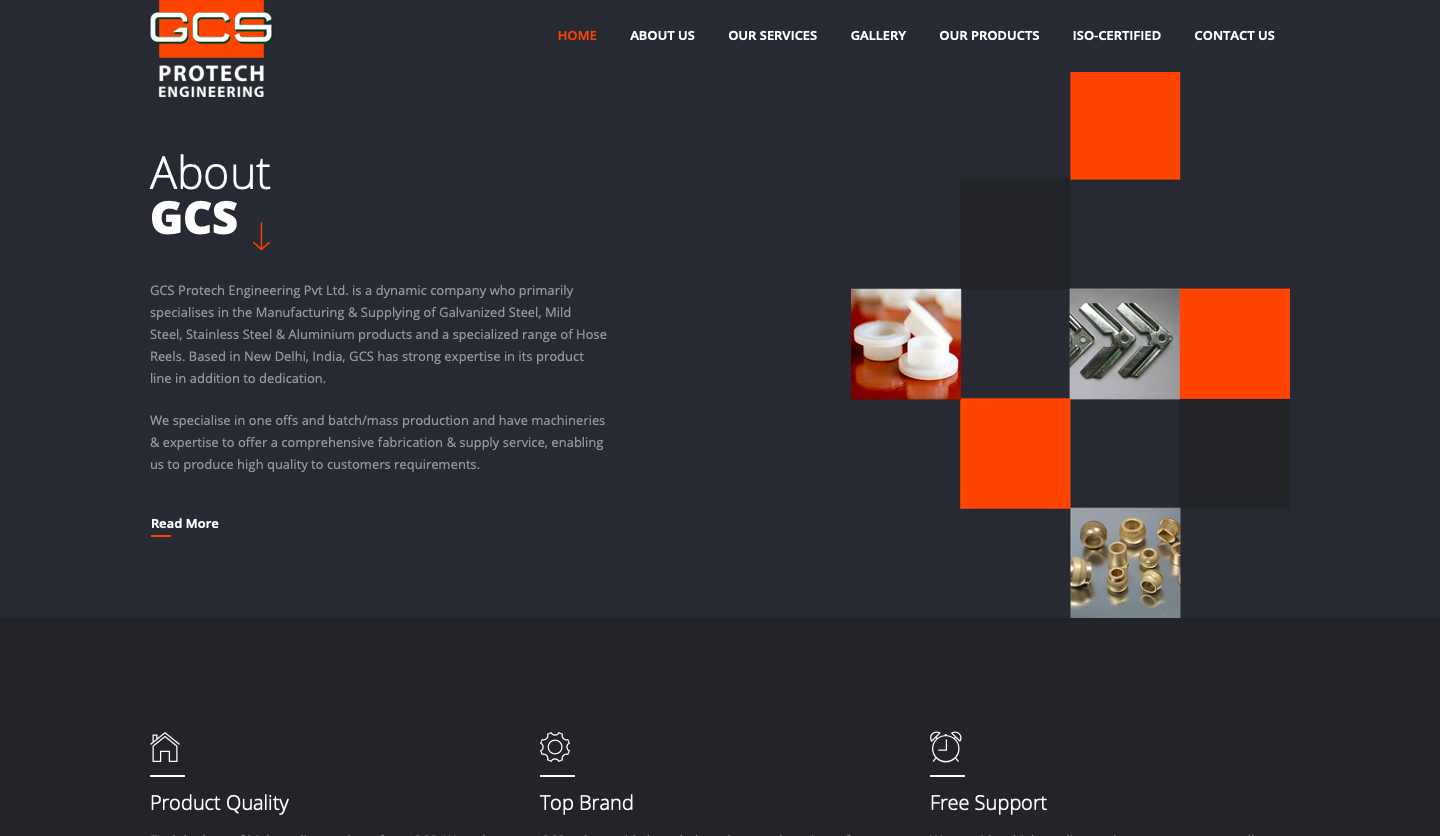 GCS
PROTECH
ENGINEERING
HOME ABOUT US OUR SERVICES GALLERY OUR PRODUCTS ISO-CERTIFIED CONTACT US
About
GCS
GCS Protech Engineering Pvt Ltd. is a dynamic company who primarily
specialises in the Manufacturing & Supplying of Galvanized Steel, Mild
Steel, Stainless Steel & Aluminium products and a specialized range of Hose
Reels. Based in New Delhi, India, GCS has strong expertise in its product
line in addition to dedication.
We specialise in one offs and batch/mass production and have machineries
& expertise to offer a comprehensive fabrication & supply service, enabling
us to produce high quality to customers requirements.
Read More
Product Quality Top Brand Free Support